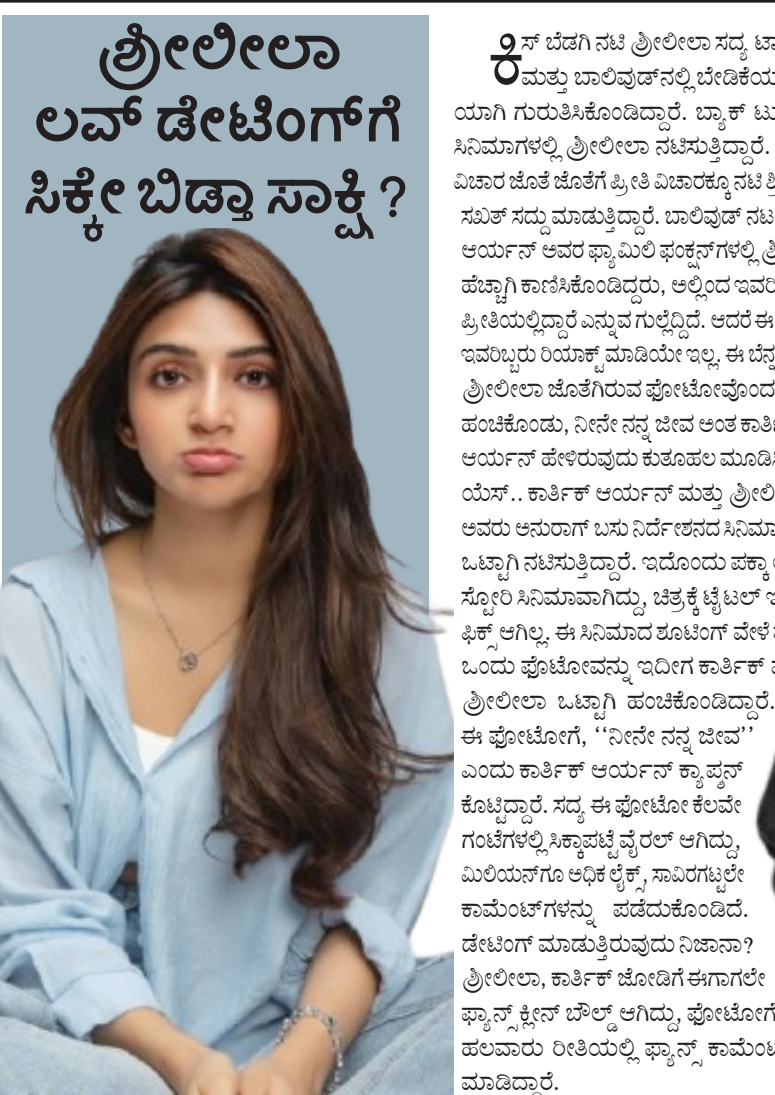 ಶ್ರೀಲೀಲಾ
ಲವ್ ಡೇಟಿಂಗ್‌ಗೆ
ಸಿಕ್ಕೇ ಬಿಡ್ತಾ ಸಾಕ್ಷಿ?
ಕಿಸ್ ಬೆಡಗಿ ನಟಿ ಶ್ರೀಲೀಲಾ ಸದ್ಯ
ಮತ್ತು ಬಾಲಿವುಡ್‌ನಲ್ಲಿ ಬೇಡಿಕೆಯ
ಯಾಗಿ ಗುರುತಿಸಿಕೊಂಡಿದ್ದಾರೆ. ಬ್ಯಾಕ್ ಟು
ಸಿನಿಮಾಗಳಲ್ಲಿ ಶ್ರೀಲೀಲಾ ನಟಿಸುತ್ತಿದ್ದಾರೆ.
ವಿಚಾರ ಜೊತೆ ಜೊತೆಗೆ ಪ್ರೀತಿ ವಿಚಾರಕ್ಕೂ ನಟಿ
ಸಖತ್ ಸದ್ದು ಮಾಡುತ್ತಿದ್ದಾರೆ. ಬಾಲಿವುಡ್ ನಟ
ಆರ್ಯನ್ ಅವರ ಫ್ಯಾಮಿಲಿ ಫಂಕ್ಷನ್‌ಗಳಲ್ಲಿ
ಹೆಚ್ಚಾಗಿ ಕಾಣಿಸಿಕೊಂಡಿದ್ದರು, ಅಲ್ಲಿಂದ
ಪ್ರೀತಿಯಲ್ಲಿದ್ದಾರೆ ಎನ್ನುವ ಗುಲ್ಲೆದ್ದಿದೆ. ಆದರೆ ಈ
ಇವರಿಬ್ಬರು ರಿಯಾಕ್ಟ್ ಮಾಡಿಯೇ ಇಲ್ಲ. ಈ
ಶ್ರೀಲೀಲಾ ಜೊತೆಗಿರುವ ಫೋಟೋವೊಂದ
ಹಂಚಿಕೊಂಡು, ನೀನೇ ನನ್ನ ಜೀವ ಅಂತ
ಆರ್ಯನ್ ಹೇಳಿರುವುದು ಕುತೂಹಲ
ಯೆಸ್.. ಕಾರ್ತಿಕ್ ಆರ್ಯನ್ ಮತ್ತು
ಅವರು ಅನುರಾಗ್ ಬಸು ನಿರ್ದೇಶನದ ಸಿನಿಮಾ
ಒಟ್ಟಾಗಿ ನಟಿಸುತ್ತಿದ್ದಾರೆ. ಇದೊಂದು ಪಕ್ಕಾ
ಸ್ಟೋರಿ ಸಿನಿಮಾವಾಗಿದ್ದು, ಚಿತ್ರಕ್ಕೆ ಟೈಟಲ್
ಫಿಕ್ಸ್ ಆಗಿಲ್ಲ. ಈ ಸಿನಿಮಾದ ಶೂಟಿಂಗ್ ವೇಳೆ
ಒಂದು ಫೊಟೋವನ್ನು ಇದೀಗ ಕಾರ್ತಿಕ್
ಶ್ರೀಲೀಲಾ ಒಟ್ಟಾಗಿ ಹಂಚಿಕೊಂಡಿದ್ದಾರೆ.
ಈ ಫೋಟೋಗೆ, ‘‘ನೀನೇ ನನ್ನ ಜೀವ’’
ಎಂದು ಕಾರ್ತಿಕ್ ಆರ್ಯನ್ ಕ್ಯಾಪ್ಶನ್
ಕೊಟ್ಟಿದ್ದಾರೆ. ಸದ್ಯ ಈ ಫೋಟೋ ಕೆಲವೇ
ಗಂಟೆಗಳಲ್ಲಿ ಸಿಕ್ಕಾಪಟ್ಟೆ ವೈರಲ್ ಆಗಿದ್ದು,
ಮಿಲಿಯನ್‌ಗೂ ಅಧಿಕ ಲೈಕ್ಸ್, ಸಾವಿರಗಟ್ಟಲೇ
ಕಾಮೆಂಟ್‌ಗಳನ್ನು ಪಡೆದುಕೊಂಡಿದೆ.
ಡೇಟಿಂಗ್ ಮಾಡುತ್ತಿರುವುದು ನಿಜಾನಾ?
ಶ್ರೀಲೀಲಾ, ಕಾರ್ತಿಕ್ ಜೋಡಿಗೆ ಈಗಾಗಲೇ
ಫ್ಯಾನ್ಸ್ ಕ್ಲೀನ್ ಬೌಲ್ಡ್ ಆಗಿದ್ದು, ಫೋಟೋಗೆ
ಹಲವಾರು ರೀತಿಯಲ್ಲಿ ಫ್ಯಾನ್ಸ್ ಕಾಮೆಂಟ
ಮಾಡಿದ್ದಾರೆ.